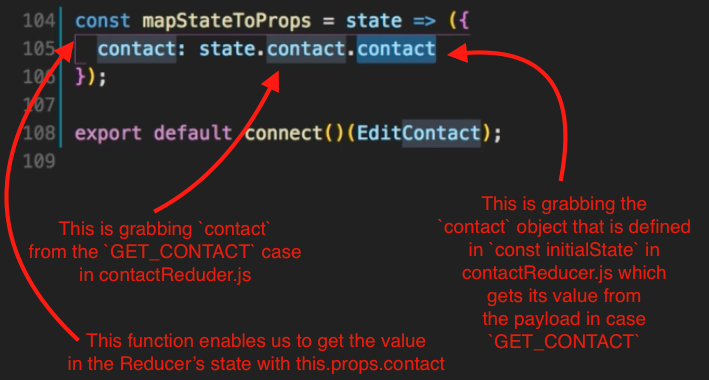 104 const mapStateToProps = state => ({
105 contact: state.contact.contact
106 });
107
108 export default connect()(EditContact);
109
This is grabbing `contact`
from the `GET_CONTACT` case
in contactReduder.js
This is grabbing the
`contact` object that is defined
in `const initialState` in
contactReducer.js which
gets its value from
the payload in case
`GET_CONTACT`
This function enables us to get the value
in the Reducer’s state with this.props.contact